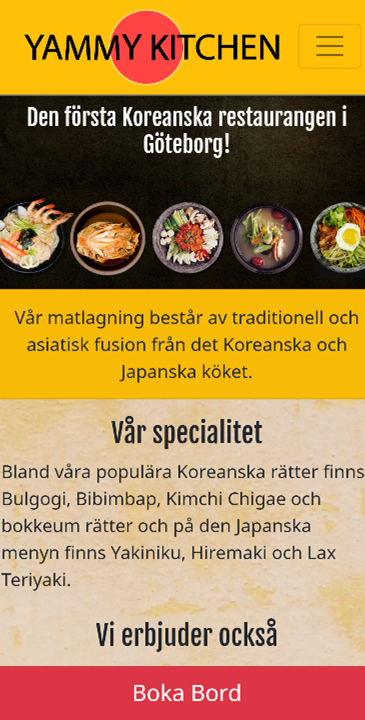 YAMMY KITCHEN
Den första Koreanska restaurangen i
Göteborg!
Vår matlagning består av traditionell och
asiatisk fusion från det Koreanska och
Japanska köket.
Vår specialitet
Bland våra populära Koreanska rätter finns
Bulgogi, Bibimbap, Kimchi Chigae och
bokkeum rätter och på den Japanska
menyn finns Yakiniku, Hiremaki och Lax
Teriyaki.
Vi erbjuder också
Boka Bord